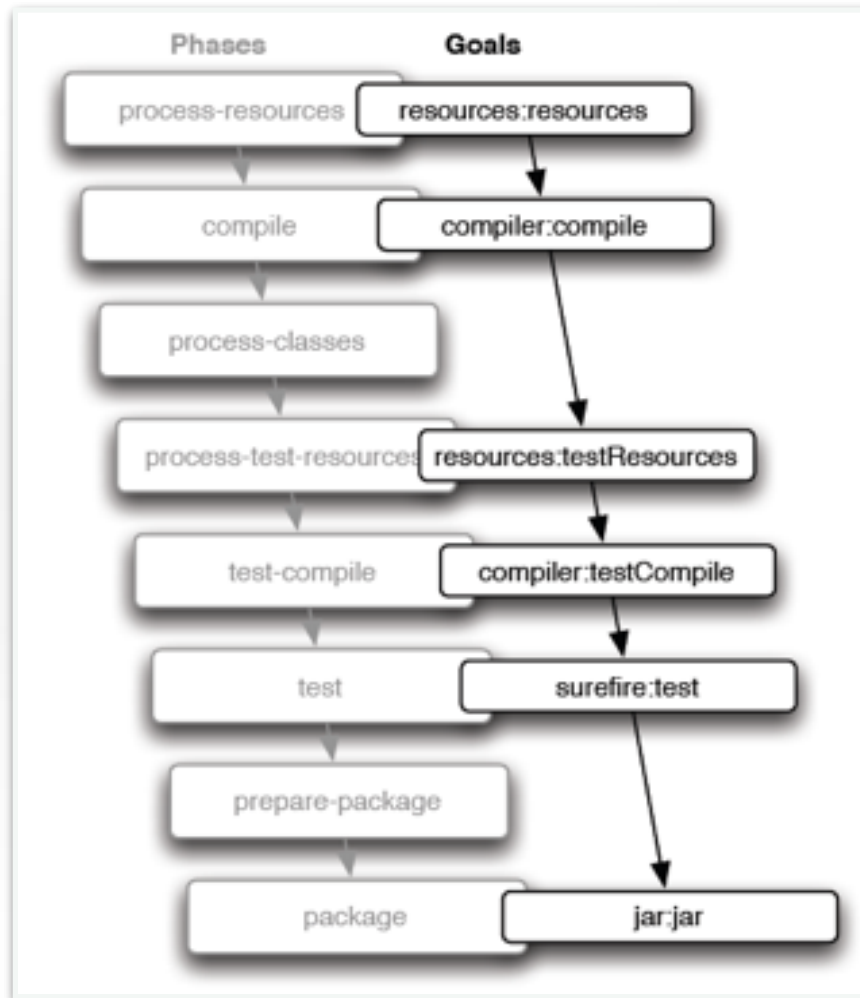 Phases Goals
process-resources resources:resources
compile compiler:compile
process-classes
process-test-resources resources:testResources
test-compile compiler:testCompile
test surefire:test
prepare-package
package jar:jar